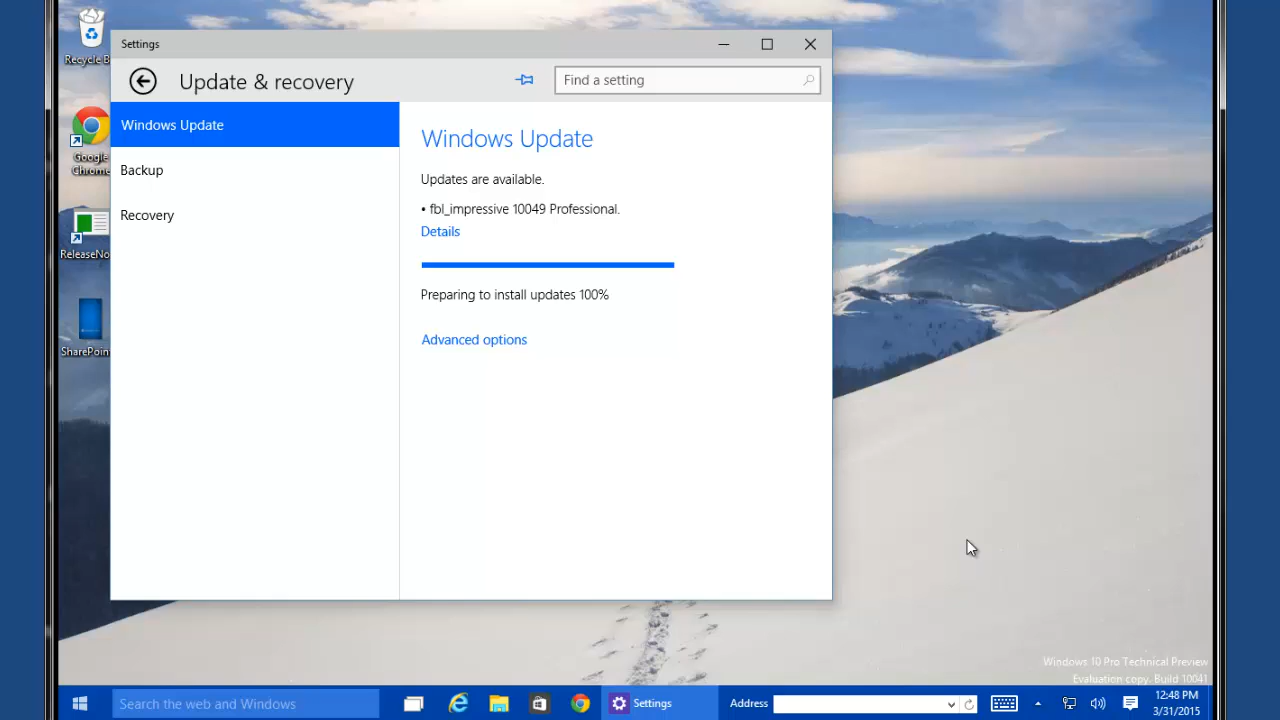 Recycle B
Google
Chrome
ReleaseNo
SharePoin
Settings
Update & recovery
Find a setting
Windows Update
Backup
Recovery
Windows Update
Updates are available.
• fbl_impressive 10049 Professional.
Details
Preparing to install updates 100%
Advanced options
Windows 10 Pro Technical Preview
Evaluation copy. Build 10041
Search the web and Windows
Settings
Address
12:48 PM
3/31/2015